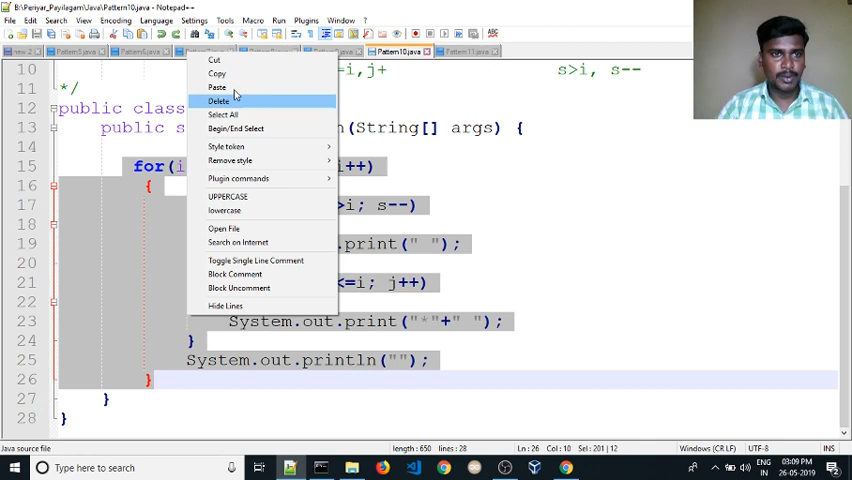 B:\Periyar_Payilagam\Java\Pattern10.java - Notepad++
File Edit Search View Encoding Language Settings Tools Macro Run Plugins Window ?
new 2 Pattern5.java Pattern6.java Pattern10.java Pattern11.java
10 =i,j+ s>i, s--
11 */
12 public class
13 public s (String[] args) {
14
15 for(i i++)
16 {
17 >i; s--)
18
19 .print(" ");
20
21 <=i; j++)
22
23 System.out.print("*"+" ");
24 }
25 System.out.println("");
26 }
27 }
28 }
Cut
Copy
Paste
Delete
Select All
Begin/End Select
Style token
Remove style
Plugin commands
UPPERCASE
lowercase
Open File
Search on Internet
Toggle Single Line Comment
Block Comment
Block Uncomment
Hide Lines
Java source file length : 650 lines : 28 Ln : 26 Col : 10 Sel : 201 | 12 Windows (CR LF) UTF-8 INS
Type here to search
ENG
IN
03:09 PM
26-05-2019